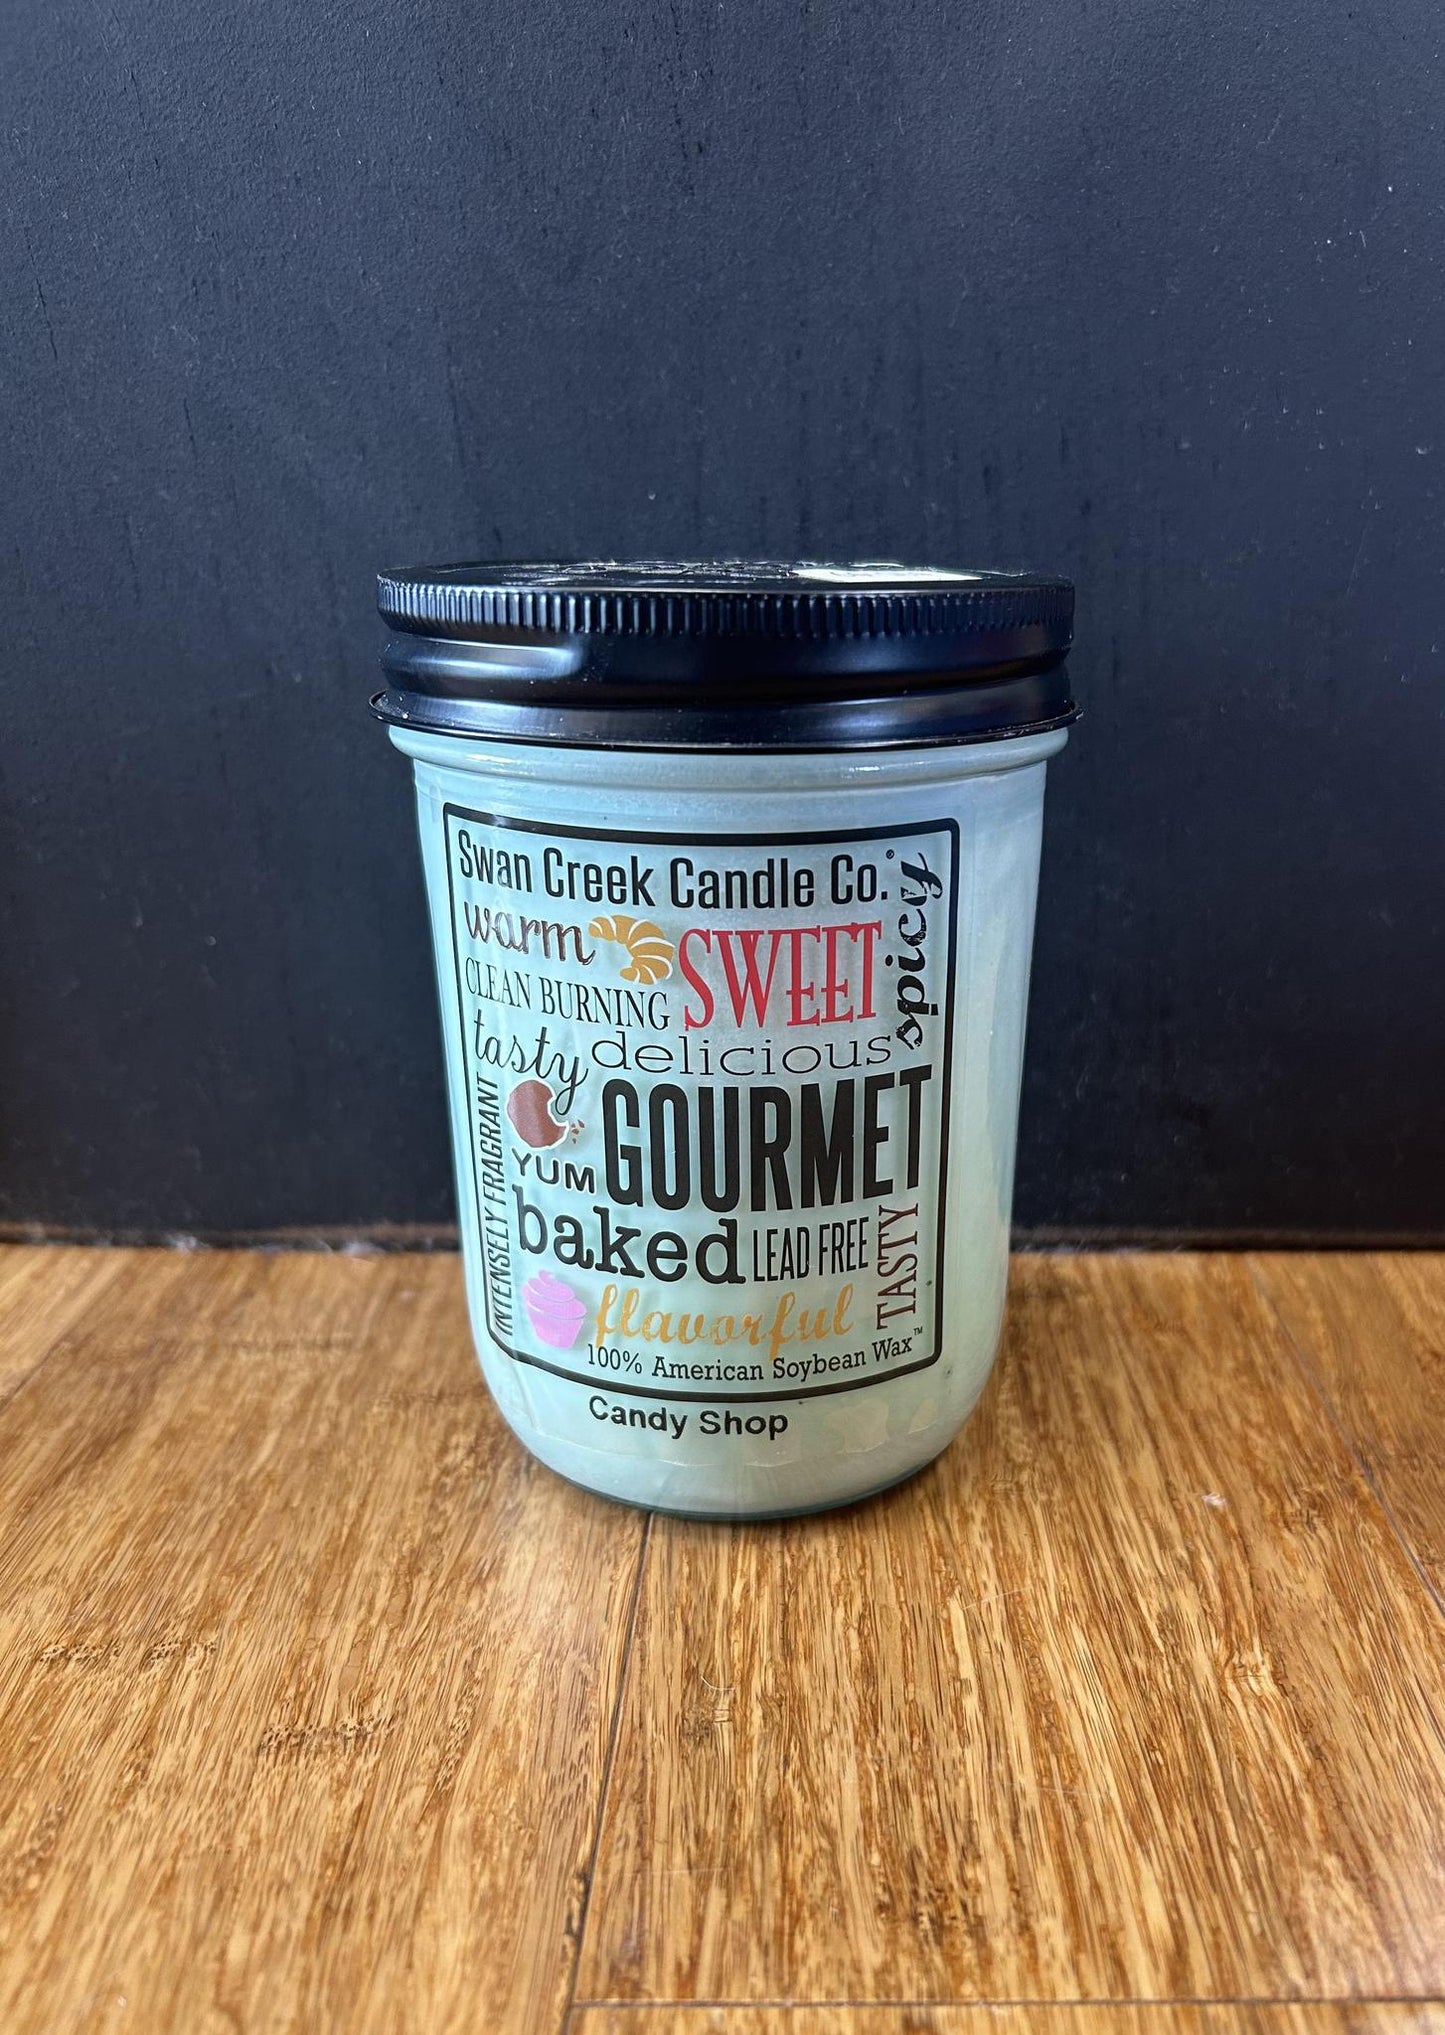 Swan Creek Candle Co.®
warm
SWEET
spicy
CLEAN BURNING
tasty
delicious
INTENSELY FRAGRANT
YUM
GOURMET
baked
LEAD FREE
TASTY
flavorful
100% American Soybean Wax™
Candy Shop